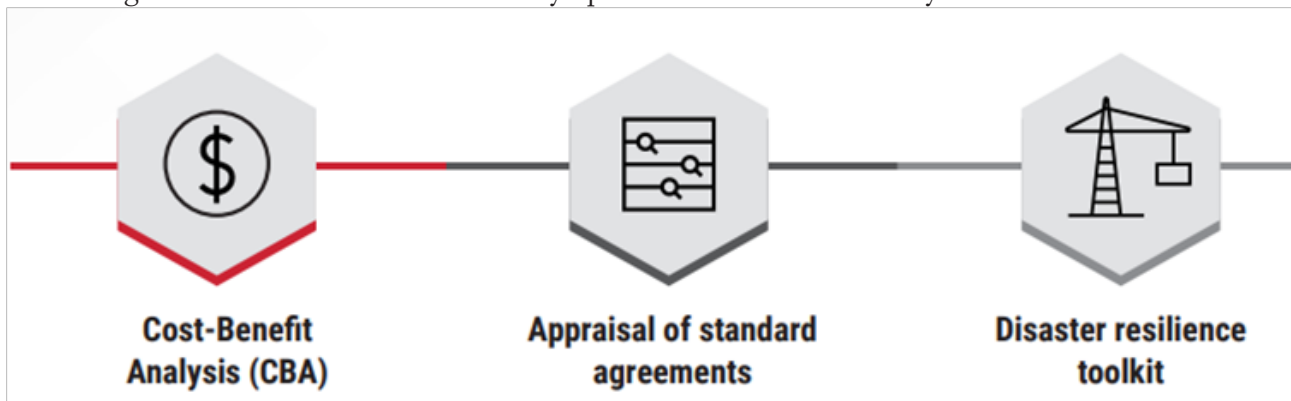 $
Cost-Benefit
Analysis (CBA)
Appraisal of standard
agreements
Disaster resilience
toolkit